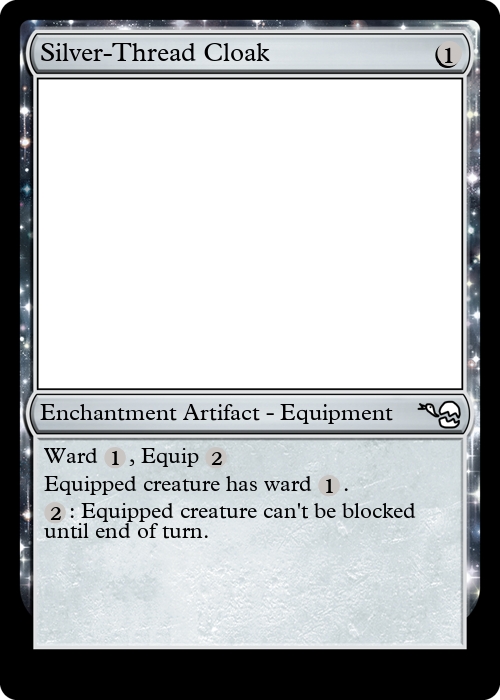 Silver-Thread Cloak 1
Enchantment Artifact - Equipment
Ward 1 , Equip 2
Equipped creature has ward 1 .
2 : Equipped creature can't be blocked
until end of turn.